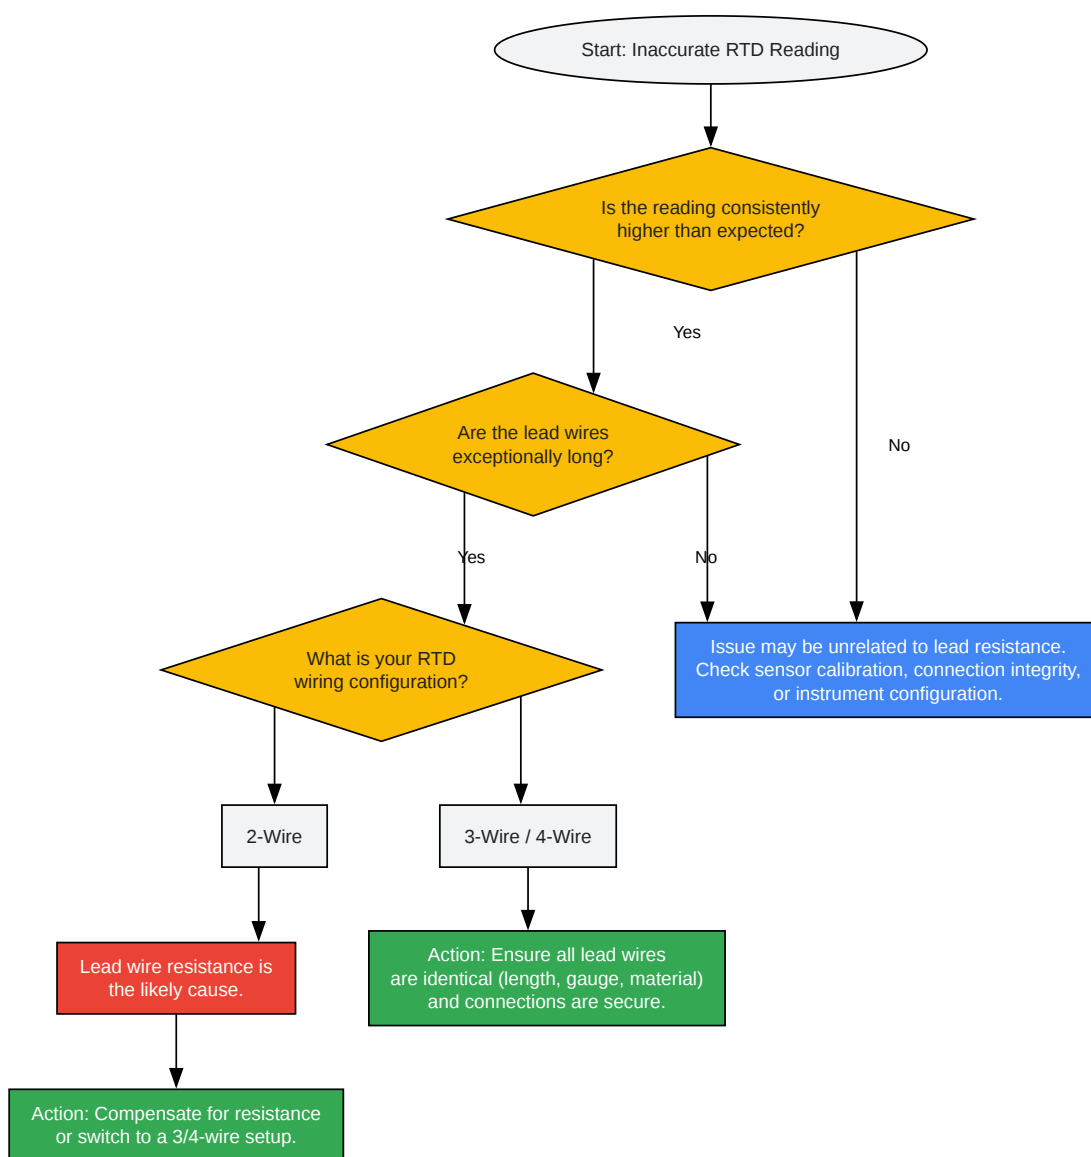 Start: Inaccurate RTD Reading
Is the reading consistently
higher than expected?
Yes
No
Are the lead wires
exceptionally long?
Yes
No
What is your RTD
wiring configuration?
Issue may be unrelated to lead resistance.
Check sensor calibration, connection integrity,
or instrument configuration.
2-Wire
3-Wire / 4-Wire
Lead wire resistance is
the likely cause.
Action: Ensure all lead wires
are identical (length, gauge, material)
and connections are secure.
Action: Compensate for resistance
or switch to a 3/4-wire setup.